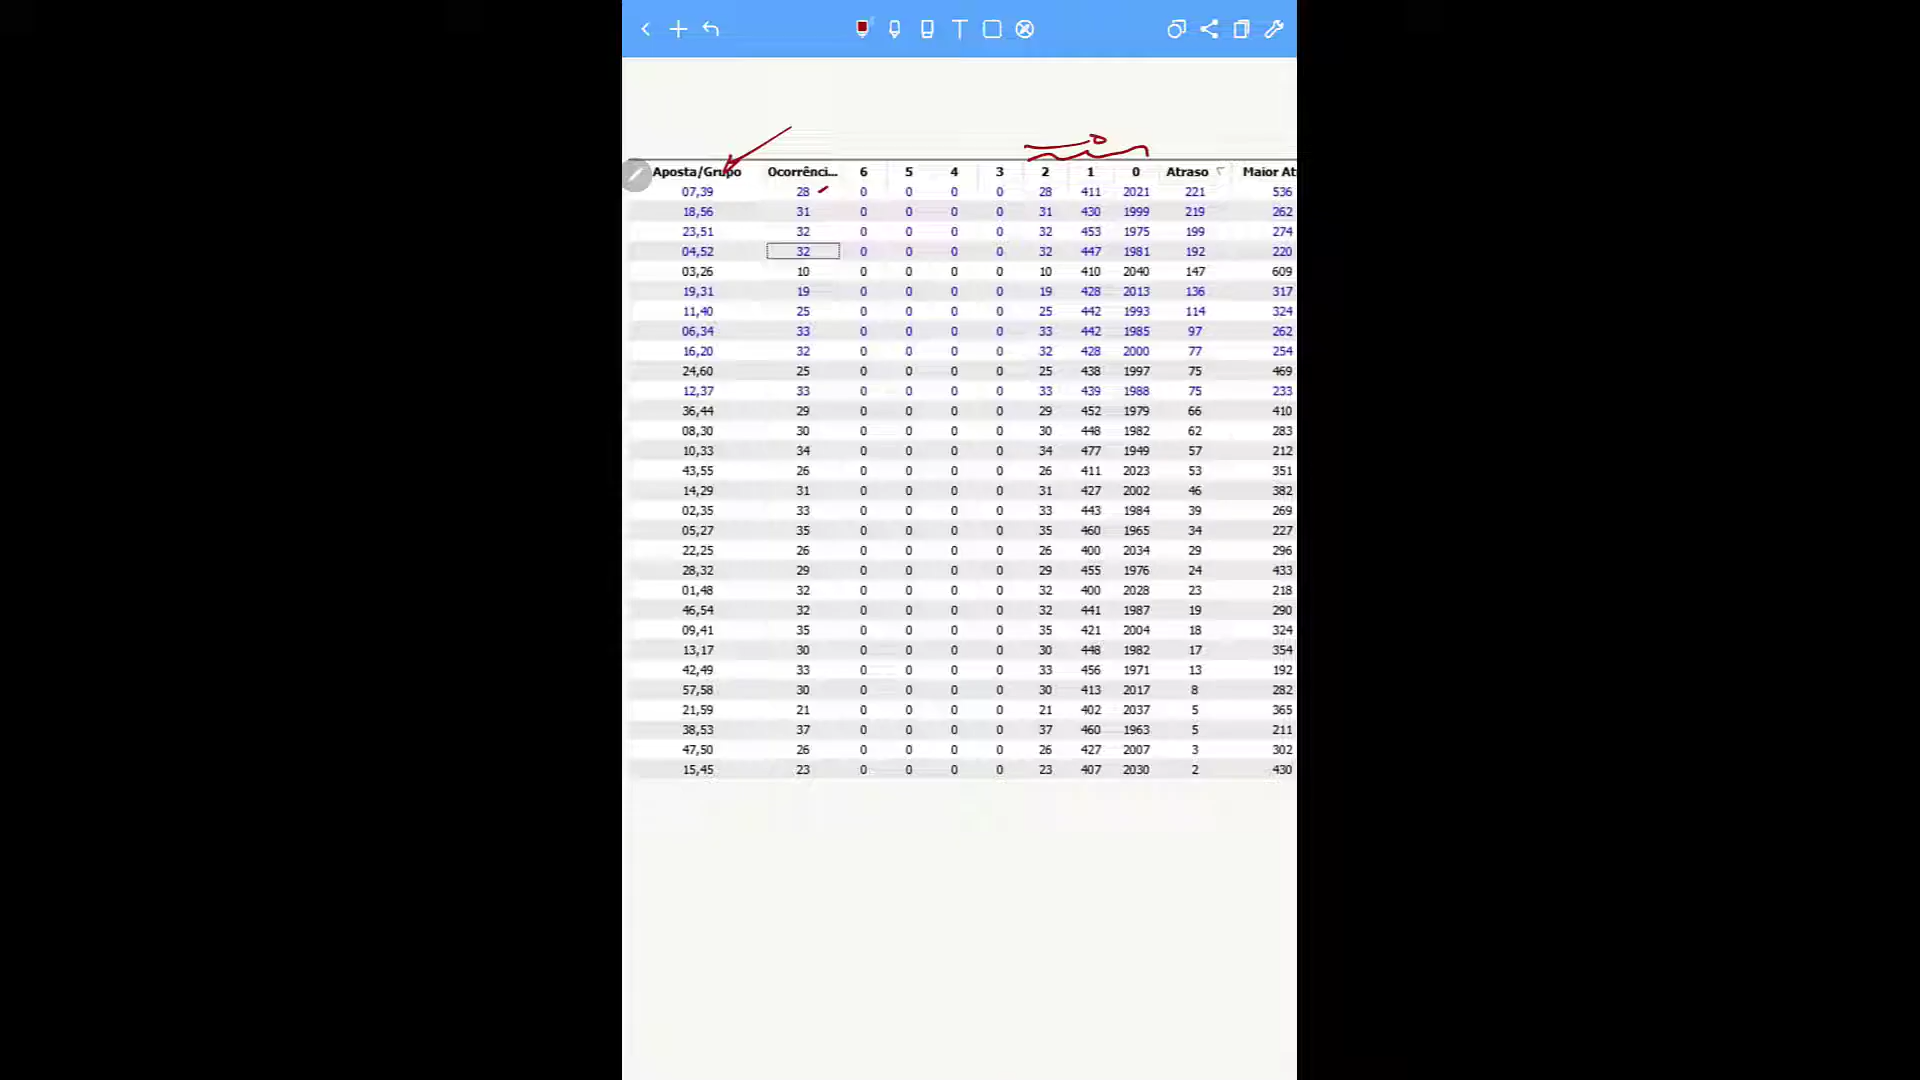 Aposta/Grupo Ocorrênci... 6 5 4 3 2 1 0 Atraso Maior At
07,39 28 0 0 0 0 28 411 2021 221 536
18,56 31 0 0 0 0 31 430 1999 219 262
23,51 32 0 0 0 0 32 453 1975 199 274
04,52 32 0 0 0 0 32 447 1981 192 220
03,26 10 0 0 0 0 10 410 2040 147 609
19,31 19 0 0 0 0 19 428 2013 136 317
11,40 25 0 0 0 0 25 442 1993 114 324
06,34 33 0 0 0 0 33 442 1985 97 262
16,20 32 0 0 0 0 32 428 2000 77 254
24,60 25 0 0 0 0 25 438 1997 75 469
12,37 33 0 0 0 0 33 439 1988 75 233
36,44 29 0 0 0 0 29 452 1979 66 410
08,30 30 0 0 0 0 30 448 1982 62 283
10,33 34 0 0 0 0 34 477 1949 57 212
43,55 26 0 0 0 0 26 411 2023 53 351
14,29 31 0 0 0 0 31 427 2002 46 382
02,35 33 0 0 0 0 33 443 1984 39 269
05,27 35 0 0 0 0 35 460 1965 34 227
22,25 26 0 0 0 0 26 400 2034 29 296
28,32 29 0 0 0 0 29 455 1976 24 433
01,48 32 0 0 0 0 32 400 2028 23 218
46,54 32 0 0 0 0 32 441 1987 19 290
09,41 35 0 0 0 0 35 421 2004 18 324
13,17 30 0 0 0 0 30 448 1982 17 354
42,49 33 0 0 0 0 33 456 1971 13 192
57,58 30 0 0 0 0 30 413 2017 8 282
21,59 21 0 0 0 0 21 402 2037 5 365
38,53 37 0 0 0 0 37 460 1963 5 211
47,50 26 0 0 0 0 26 427 2007 3 302
15,45 23 0 0 0 0 23 407 2030 2 430